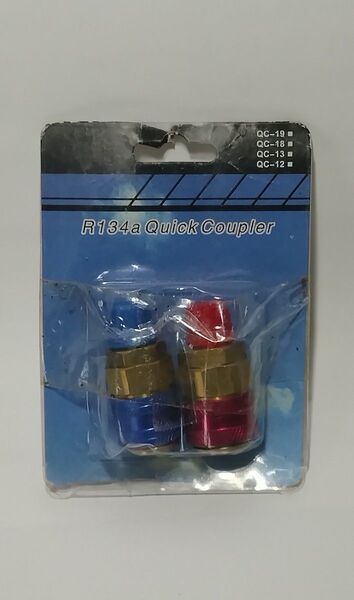 QC-19
QC-18
QC-13
QC-12
R134a Quick Coupler